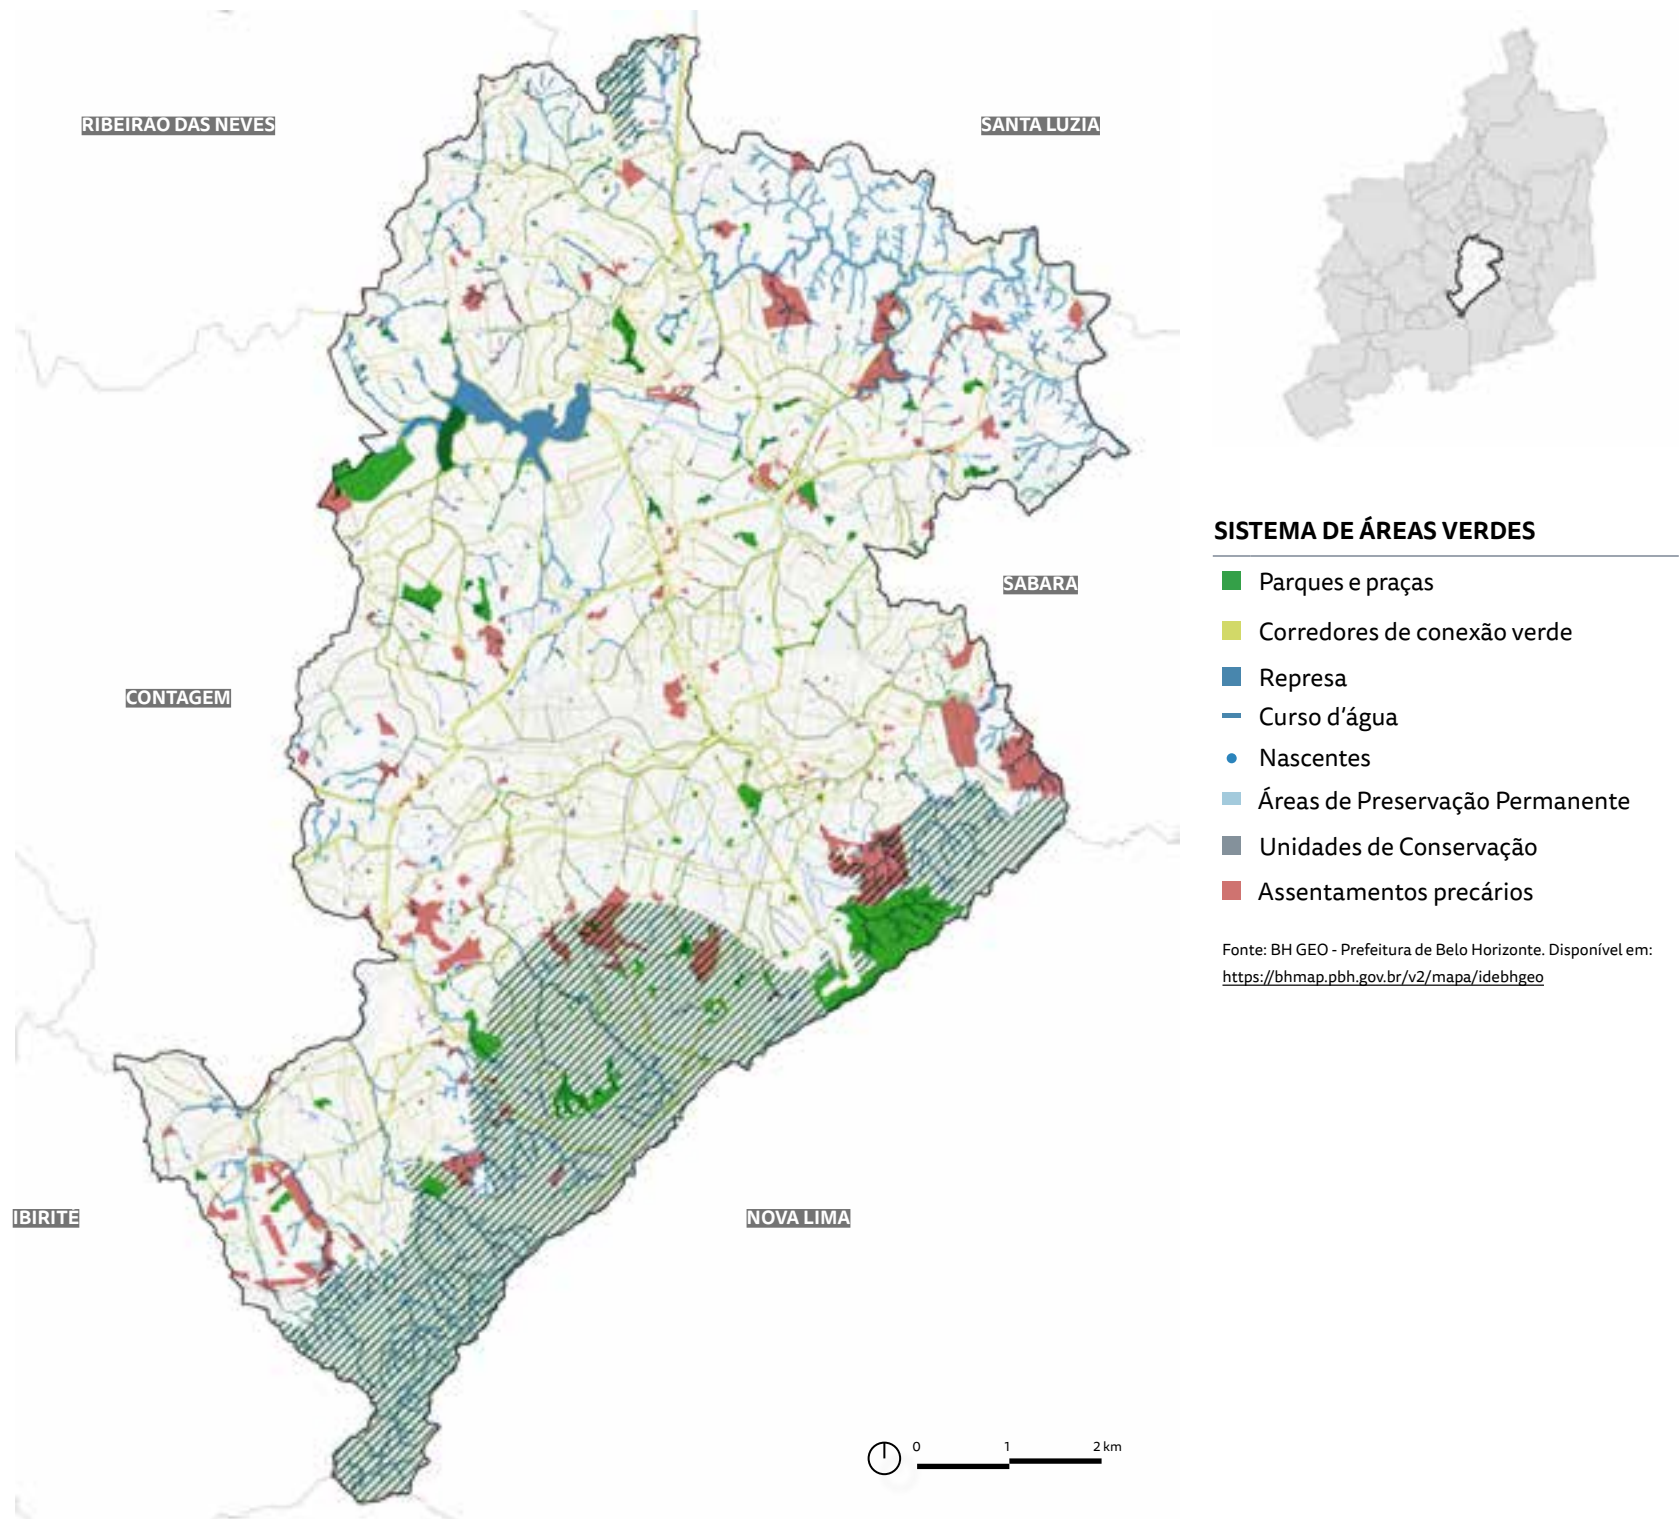 RIBEIRAO DAS NEVES
SANTA LUZIA
SABARA
CONTAGEM
IBIRITE
NOVA LIMA
0 1 2 km
SISTEMA DE ÁREAS VERDES
Parques e praças
Corredores de conexão verde
Represa
Curso d'água
Nascentes
Áreas de Preservação Permanente
Unidades de Conservação
Assentamentos precários
Fonte: BH GEO - Prefeitura de Belo Horizonte. Disponível em:
https://bhmap.pbh.gov.br/v2/mapa/idebhgeo